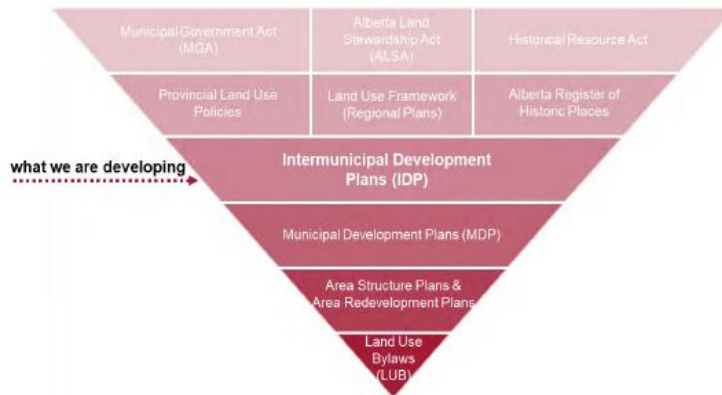 Municipal Government Act
(MGA)
Alberta Land
Stewardship Act
(ALSA)
Historical Resource Act
Provincial Land Use
Policies
Land Use Framework
(Regional Plans)
Alberta Register of
Historic Places
what we are developing
Intermunicipal Development
Plans (IDP)
Municipal Development Plans (MDP)
Area Structure Plans &
Area Redevelopment Plans
Land Use
Bylaws
(LUB)